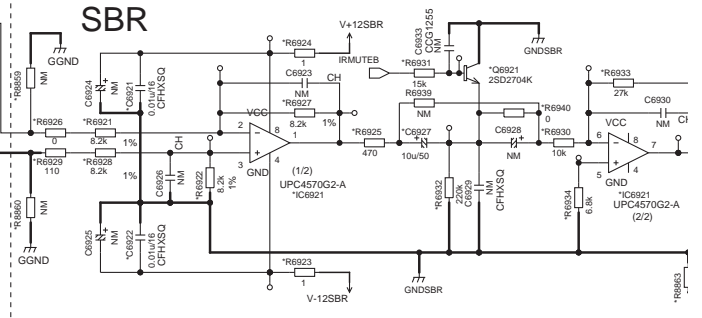 SBR
V+12SBR
*R6924
1
C6933
CCG1255
NM
GNDSBR
GGND
*R8859
NM
C6924
NM
*C6921
0.01u/16
CFHXSQ
C6923
NM
CH
*R6927
8.2k
1%
IRMUTEB
*R6931
15k
*Q6921
2SD2704K
*R6933
27k
R6939
NM
*R6940
0
C6930
NM
CH
*R6926
0
*R6921
8.2k
1%
VCC
2
8
1
3
4
GND
(1/2)
UPC4570G2-A
*IC6921
*R6925
470
*C6927
10u/50
C6928
NM
*R6930
10k
VCC
6
8
7
5
4
GND
*IC6921
UPC4570G2-A
(2/2)
*R6929
110
*R6928
8.2k
1%
CH
C6926
NM
*R6922
8.2k
1%
*R6932
220k
C6929
NM
CFHXSQ
*R6934
6.8k
*R8860
NM
GGND
C6925
NM
*C6922
0.01u/16
CFHXSQ
*R6923
1
V-12SBR
GNDSBR
*R8863